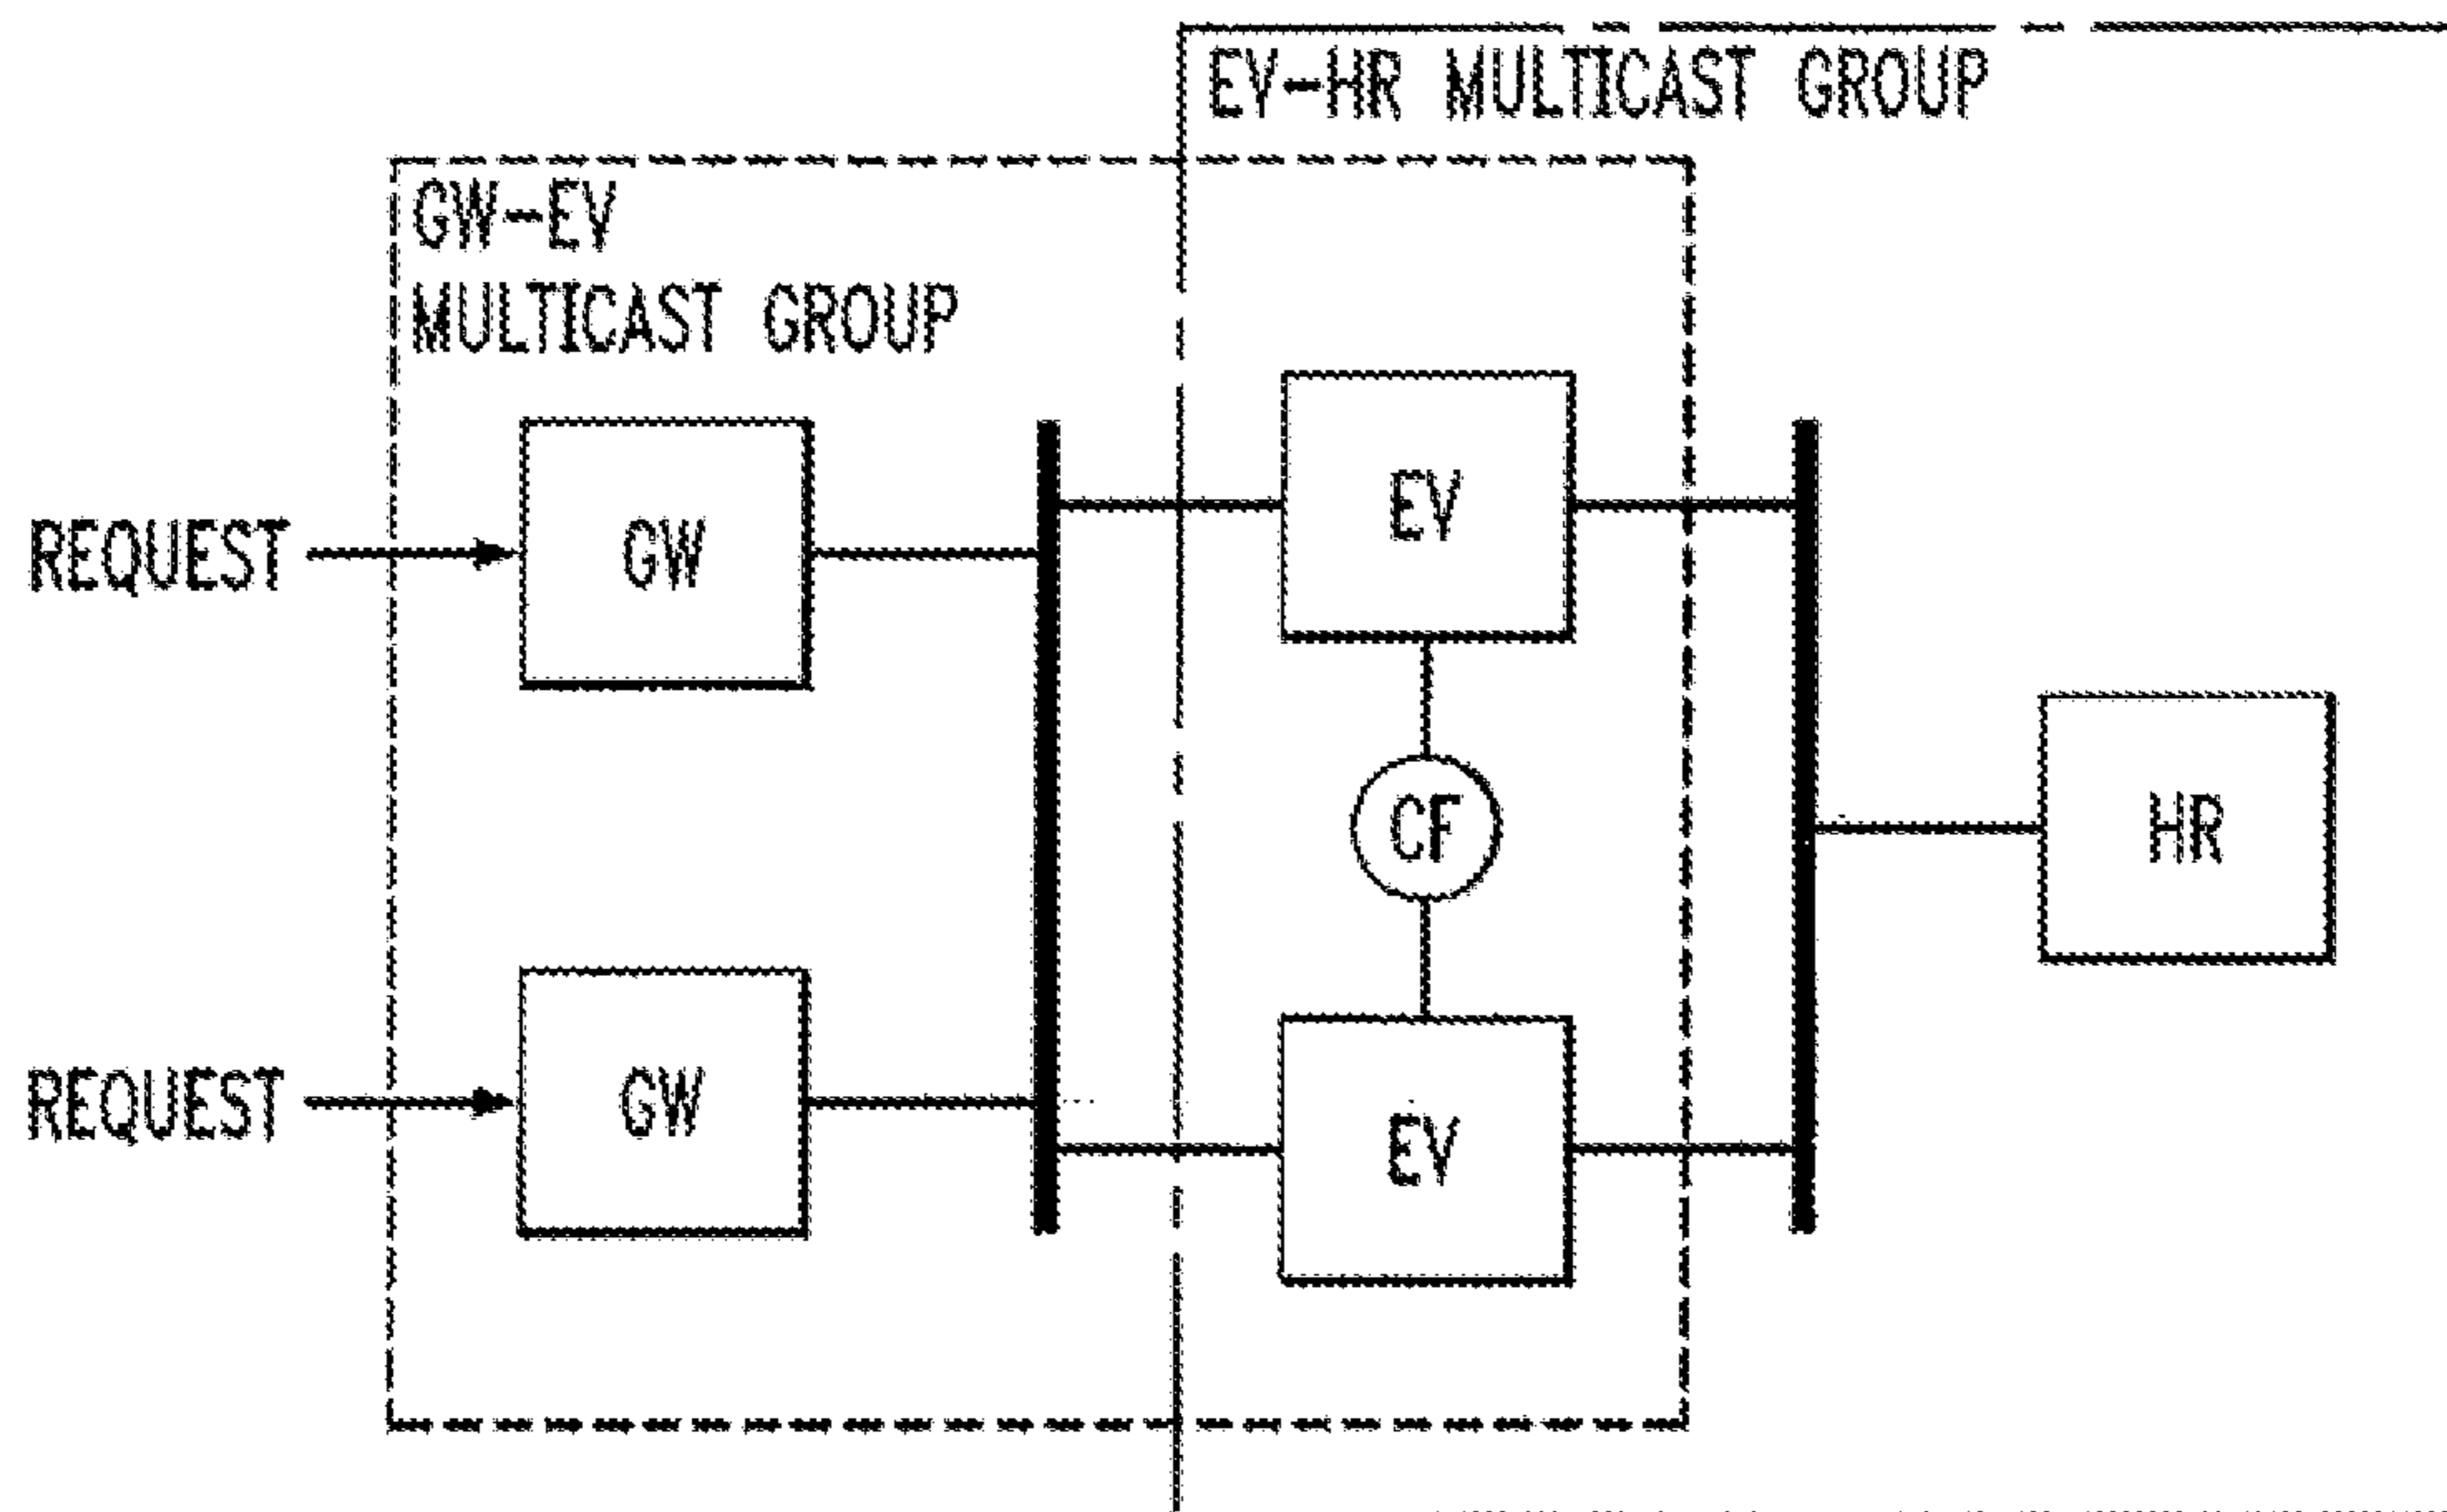 EV-HR MULTICAST GROUP
GW-EV
MULTICAST GROUP
REQUEST
GW
EV
CF
HR
REQUEST
GW
EV